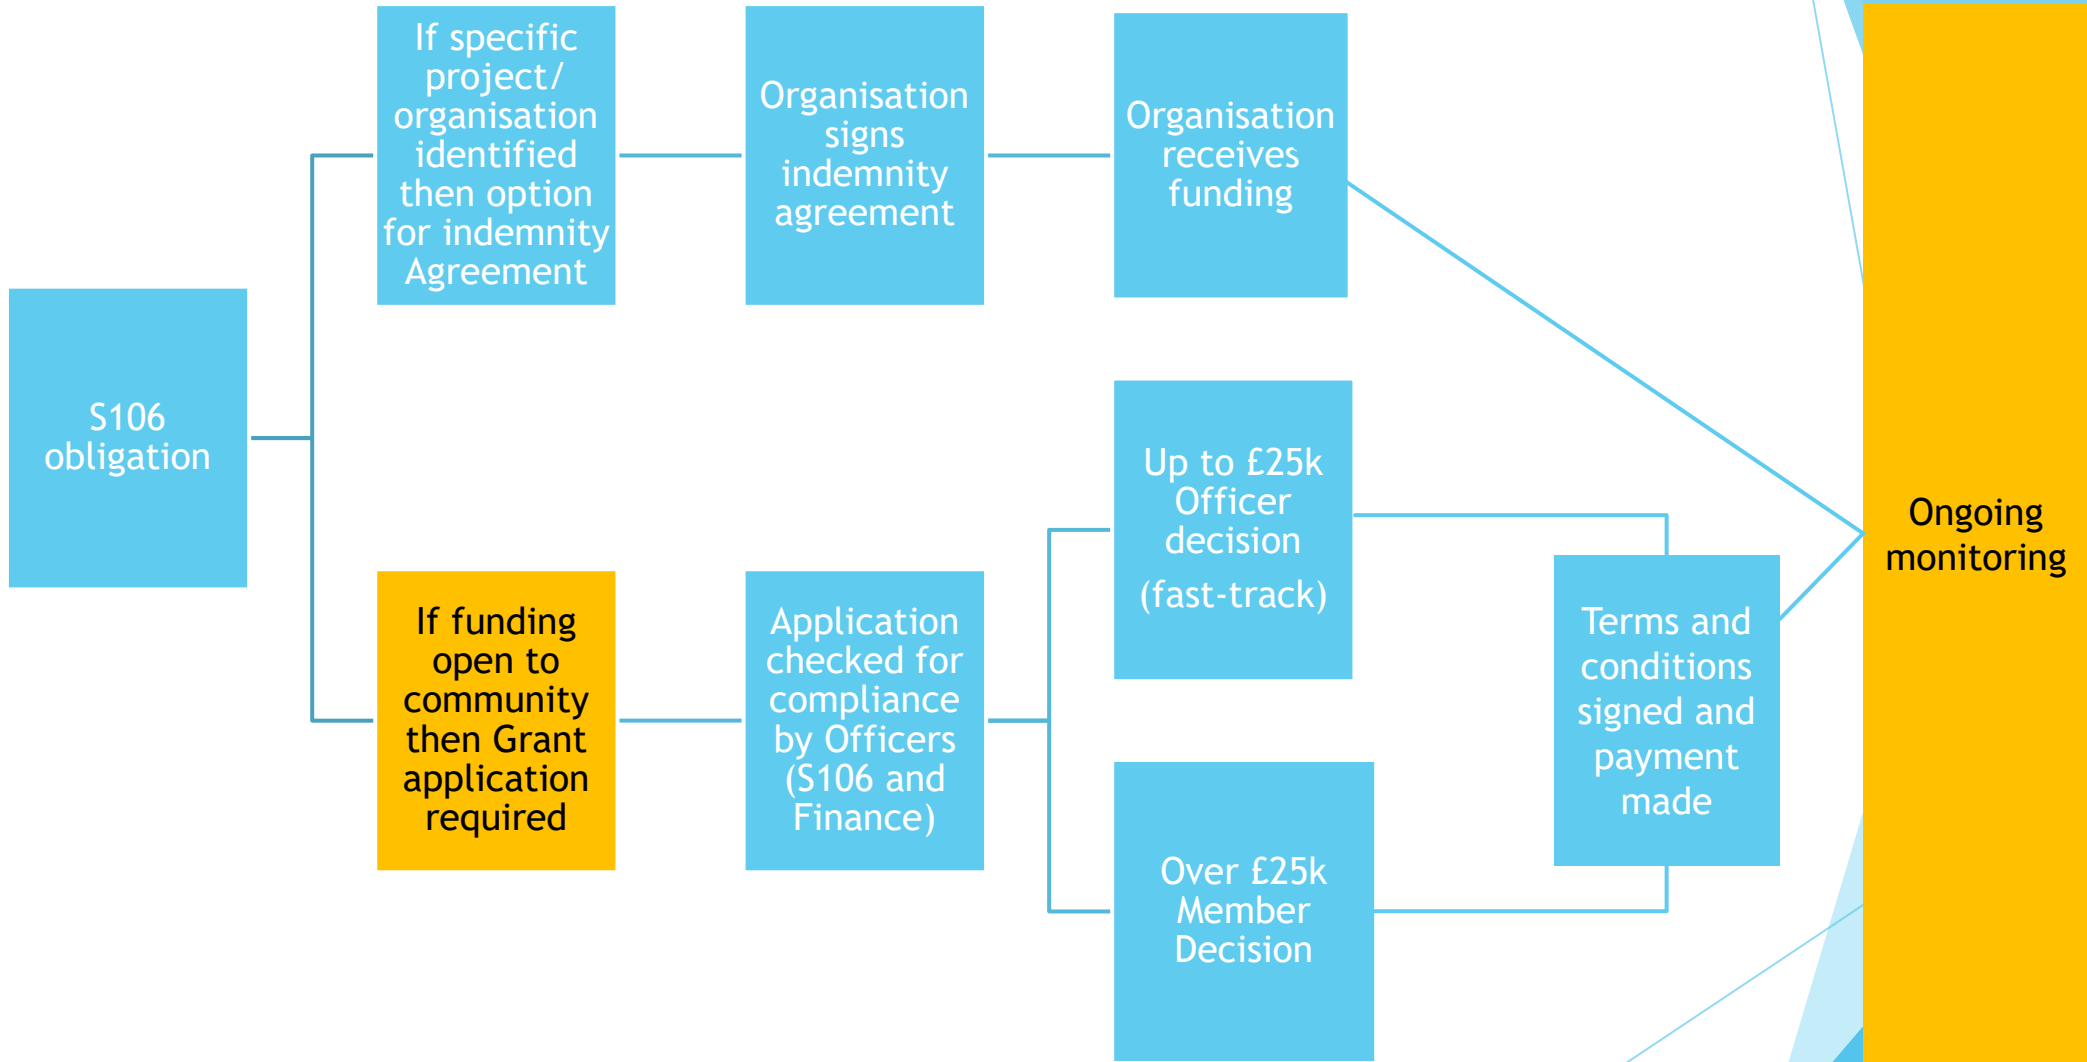 S106
obligation
If specific
project/
organisation
identified
then option
for indemnity
Agreement
Organisation
signs
indemnity
agreement
Organisation
receives
funding
If funding
open to
community
then Grant
application
required
Application
checked for
compliance
by Officers
(S106 and
Finance)
Up to £25k
Officer
decision
(fast-track)
Over £25k
Member
Decision
Terms and
conditions
signed and
payment
made
Ongoing
monitoring